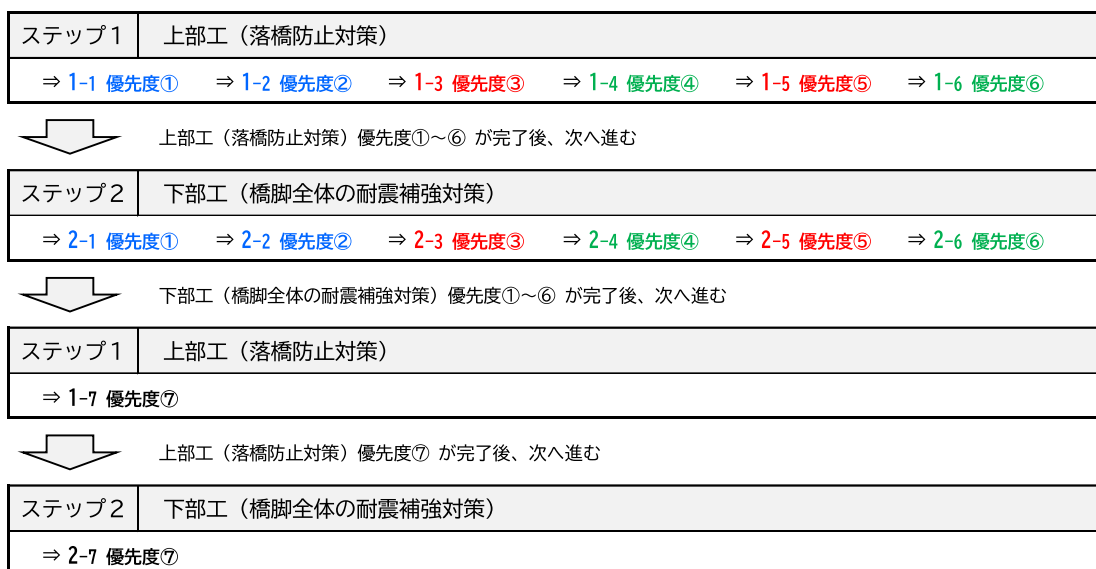 ステップ1 上部工（落橋防止対策）
⇒ 1-1 優先度① ⇒ 1-2 優先度② ⇒ 1-3 優先度③ ⇒ 1-4 優先度④ ⇒ 1-5 優先度⑤ ⇒ 1-6 優先度⑥
上部工（落橋防止対策）優先度①～⑥ が完了後、次へ進む
ステップ2 下部工（橋脚全体の耐震補強対策）
⇒ 2-1 優先度① ⇒ 2-2 優先度② ⇒ 2-3 優先度③ ⇒ 2-4 優先度④ ⇒ 2-5 優先度⑤ ⇒ 2-6 優先度⑥
下部工（橋脚全体の耐震補強対策）優先度①～⑥ が完了後、次へ進む
ステップ1 上部工（落橋防止対策）
⇒ 1-7 優先度⑦
上部工（落橋防止対策）優先度⑦ が完了後、次へ進む
ステップ2 下部工（橋脚全体の耐震補強対策）
⇒ 2-7 優先度⑦